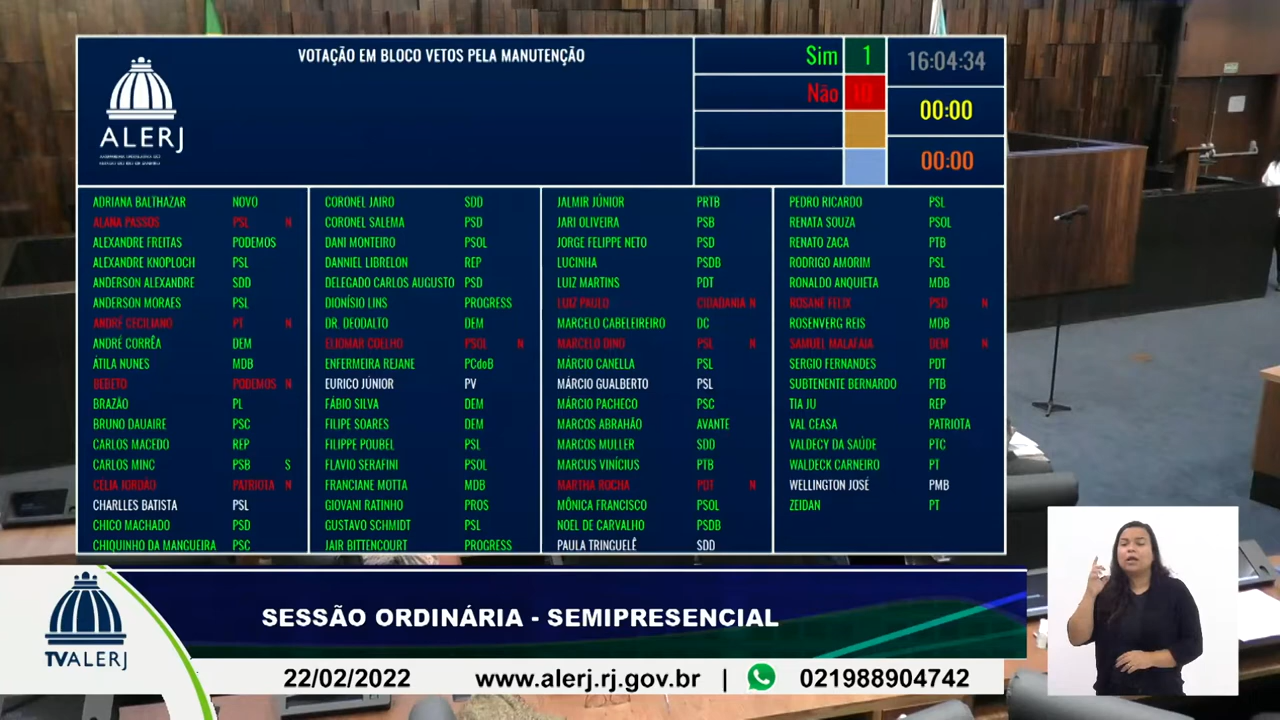 VOTAÇÃO EM BLOCO VETOS PELA MANUTENÇÃO
ALERJ
Sim 1
Não 10
16:04:34
00:00
00:00
ADRIANA BALTHAZAR NOVO
ALANA PASSOS PSL N
ALEXANDRE FREITAS PODEMOS
ALEXANDRE KNOPLOCH PSL
ANDERSON ALEXANDRE SDD
ANDERSON MORAES PSL
ANDRÉ CECILIANO PT N
ANDRÉ CORRÊA DEM
ÁTILA NUNES MDB
BEBETO PODEMOS N
BRAZÃO PL
BRUNO DAUAIRE PSC
CARLOS MACEDO REP
CARLOS MINC PSB S
CELIA JORDÃO PATRIOTA N
CHARLLES BATISTA PSL
CHICO MACHADO PSD
CHIQUINHO DA MANGUEIRA PSC
CORONEL JAIRO SDD
CORONEL SALEMA PSD
DANI MONTEIRO PSOL
DANNIEL LIBRELON REP
DELEGADO CARLOS AUGUSTO PSD
DIONÍSIO LINS PROGRESS
DR. DEODALTO DEM
ELIOMAR COELHO PSOL N
ENFERMEIRA REJANE PCdoB
EURICO JÚNIOR PV
FÁBIO SILVA DEM
FILIPE SOARES DEM
FILIPPE POUBEL PSL
FLAVIO SERAFINI PSOL
FRANCIANE MOTTA MDB
GIOVANI RATINHO PROS
GUSTAVO SCHMIDT PSL
JAIR BITTENCOURT PROGRESS
JALMIR JÚNIOR PRTB
JARI OLIVEIRA PSB
JORGE FELIPPE NETO PSD
LUCINHA PSDB
LUIZ MARTINS PDT
LUIZ PAULO CIDADANIA N
MARCELO CABELEIREIRO DC
MARCELO DINO PSL N
MÁRCIO CANELLA PSL
MÁRCIO GUALBERTO PSL
MÁRCIO PACHECO PSC
MARCOS ABRAHÃO AVANTE
MARCOS MULLER SDD
MARCUS VINÍCIUS PTB
MARTHA ROCHA PDT N
MÔNICA FRANCISCO PSOL
NOEL DE CARVALHO PSDB
PAULA TRINGUELÊ SDD
PEDRO RICARDO PSL
RENATA SOUZA PSOL
RENATO ZACA PTB
RODRIGO AMORIM PSL
RONALDO ANQUIETA MDB
ROSANE FELIX PSD N
ROSENVERG REIS MDB
SAMUEL MALAFAIA DEM N
SERGIO FERNANDES PDT
SUBTENENTE BERNARDO PTB
TIA JU REP
VAL CEASA PATRIOTA
VALDECY DA SAÚDE PTC
WALDECK CARNEIRO PT
WELLINGTON JOSÉ PMB
ZEIDAN PT
SESSÃO ORDINÁRIA - SEMIPRESENCIAL
TVALERJ
22/02/2022 www.alerj.rj.gov.br | 021988904742